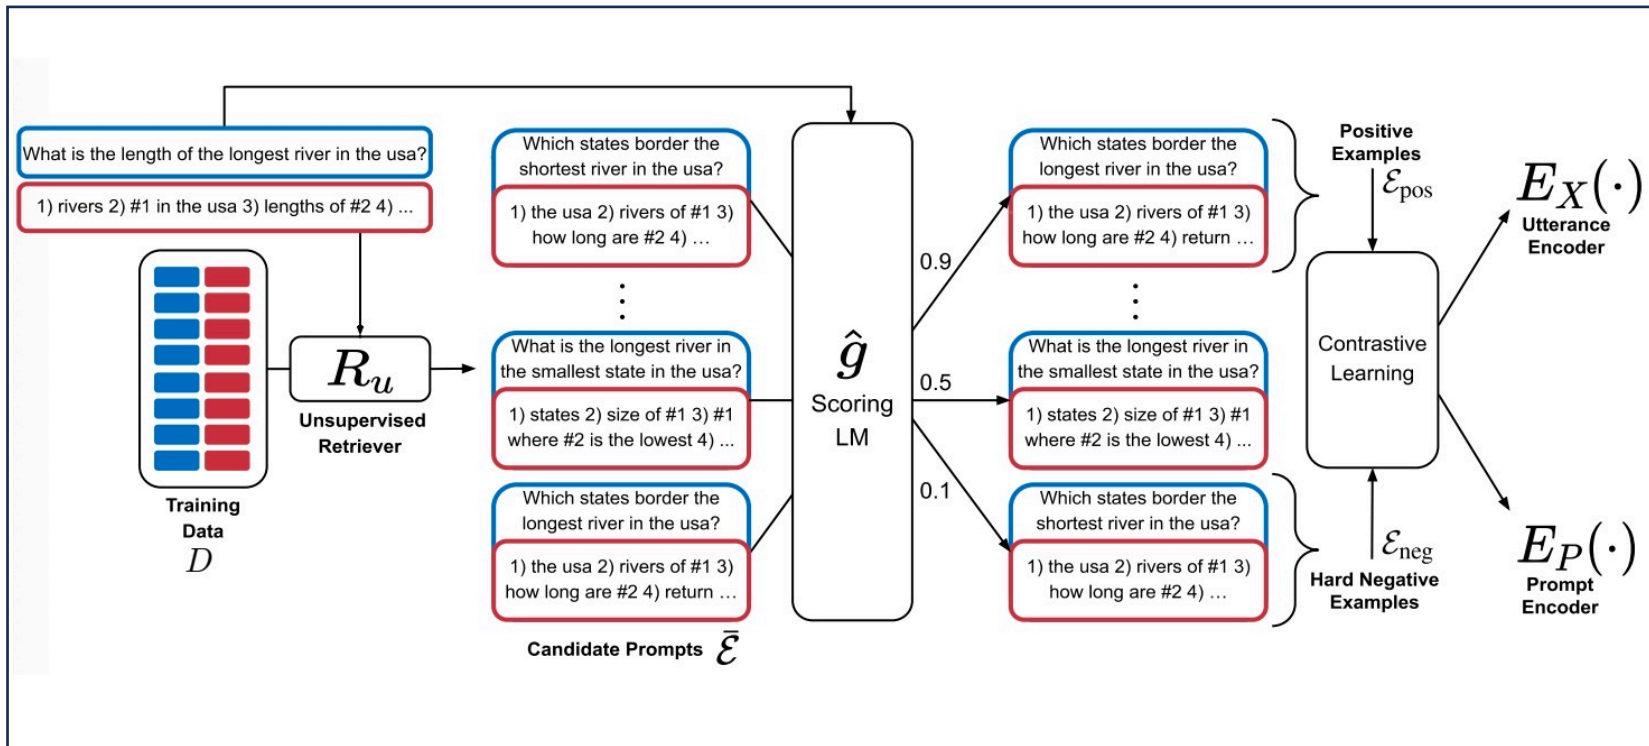 What is the length of the longest river in the usa?
1) rivers 2) #1 in the usa 3) lengths of #2 4) ...
Training
Data
D
R_u
Unsupervised
Retriever
Which states border the
shortest river in the usa?
1) the usa 2) rivers of #1 3)
how long are #2 4) ...
⋮
What is the longest river in
the smallest state in the usa?
1) states 2) size of #1 3) #1
where #2 is the lowest 4) ...
Which states border the
longest river in the usa?
1) the usa 2) rivers of #1 3)
how long are #2 4) return ...
Candidate Prompts ℰ̄
ĝ
Scoring
LM
0.9
0.5
0.1
Which states border the
longest river in the usa?
1) the usa 2) rivers of #1 3)
how long are #2 4) return ...
⋮
What is the longest river in
the smallest state in the usa?
1) states 2) size of #1 3) #1
where #2 is the lowest 4) ...
Which states border the
shortest river in the usa?
1) the usa 2) rivers of #1 3)
how long are #2 4) ...
Positive
Examples
ℰ_pos
Contrastive
Learning
ℰ_neg
Hard Negative
Examples
E_X(·)
Utterance
Encoder
E_P(·)
Prompt
Encoder